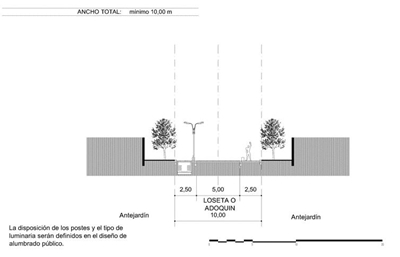 ANCHO TOTAL: mínimo 10,00 m
2,50 5,00 2,50
LOSETA O
ADOQUIN
10,00
Antejardín
Antejardín
La disposición de los postes y el tipo de
luminaria serán definidos en el diseño de
alumbrado público.